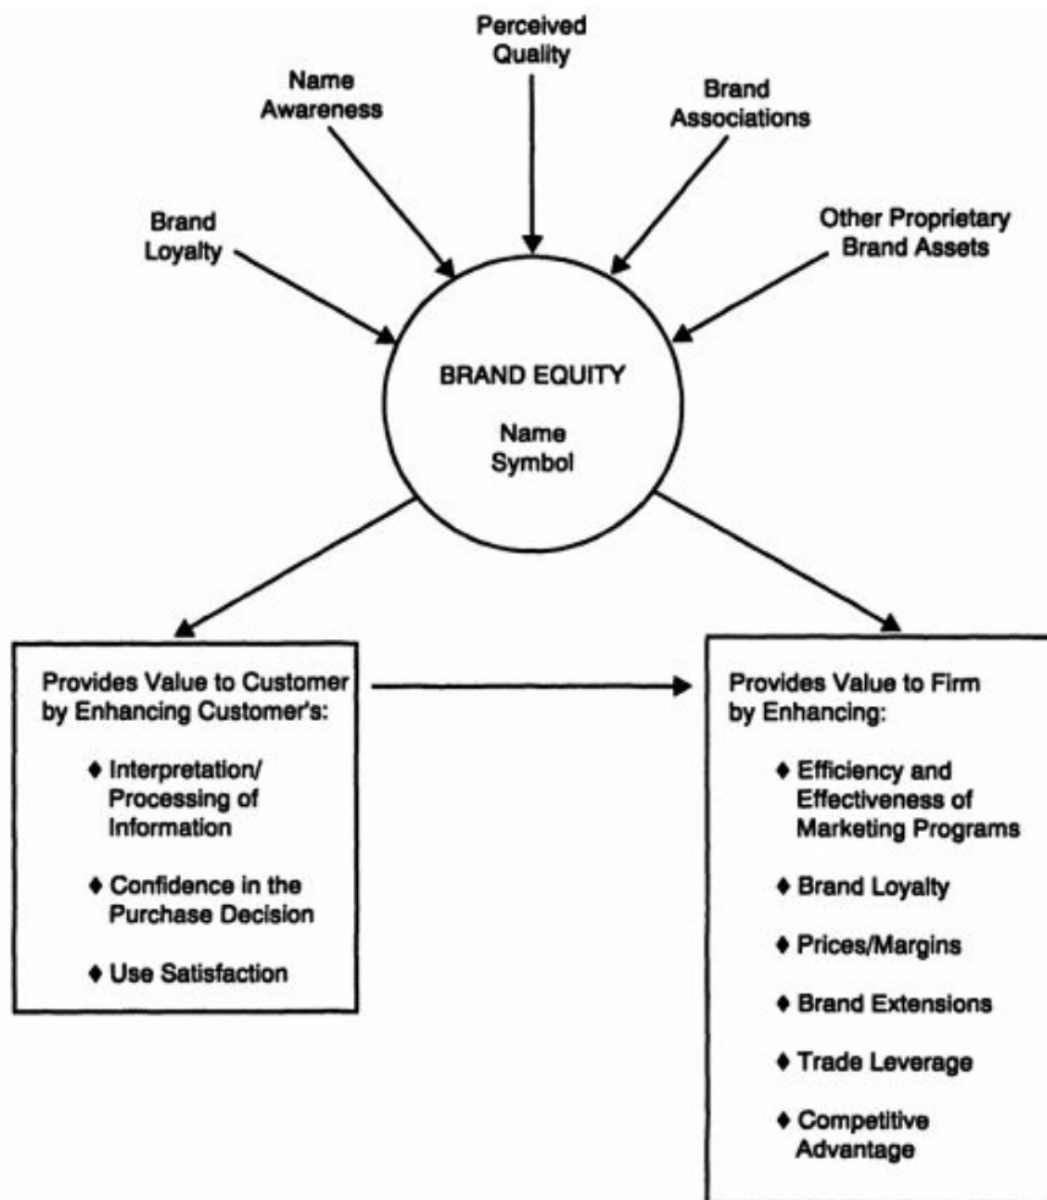 Perceived
Quality
Name
Awareness
Brand
Associations
Brand
Loyalty
Other Proprietary
Brand Assets
BRAND EQUITY
Name
Symbol
Provides Value to Customer
by Enhancing Customer's:
♦ Interpretation/
Processing of
Information
♦ Confidence in the
Purchase Decision
♦ Use Satisfaction
Provides Value to Firm
by Enhancing:
♦ Efficiency and
Effectiveness of
Marketing Programs
♦ Brand Loyalty
♦ Prices/Margins
♦ Brand Extensions
♦ Trade Leverage
♦ Competitive
Advantage